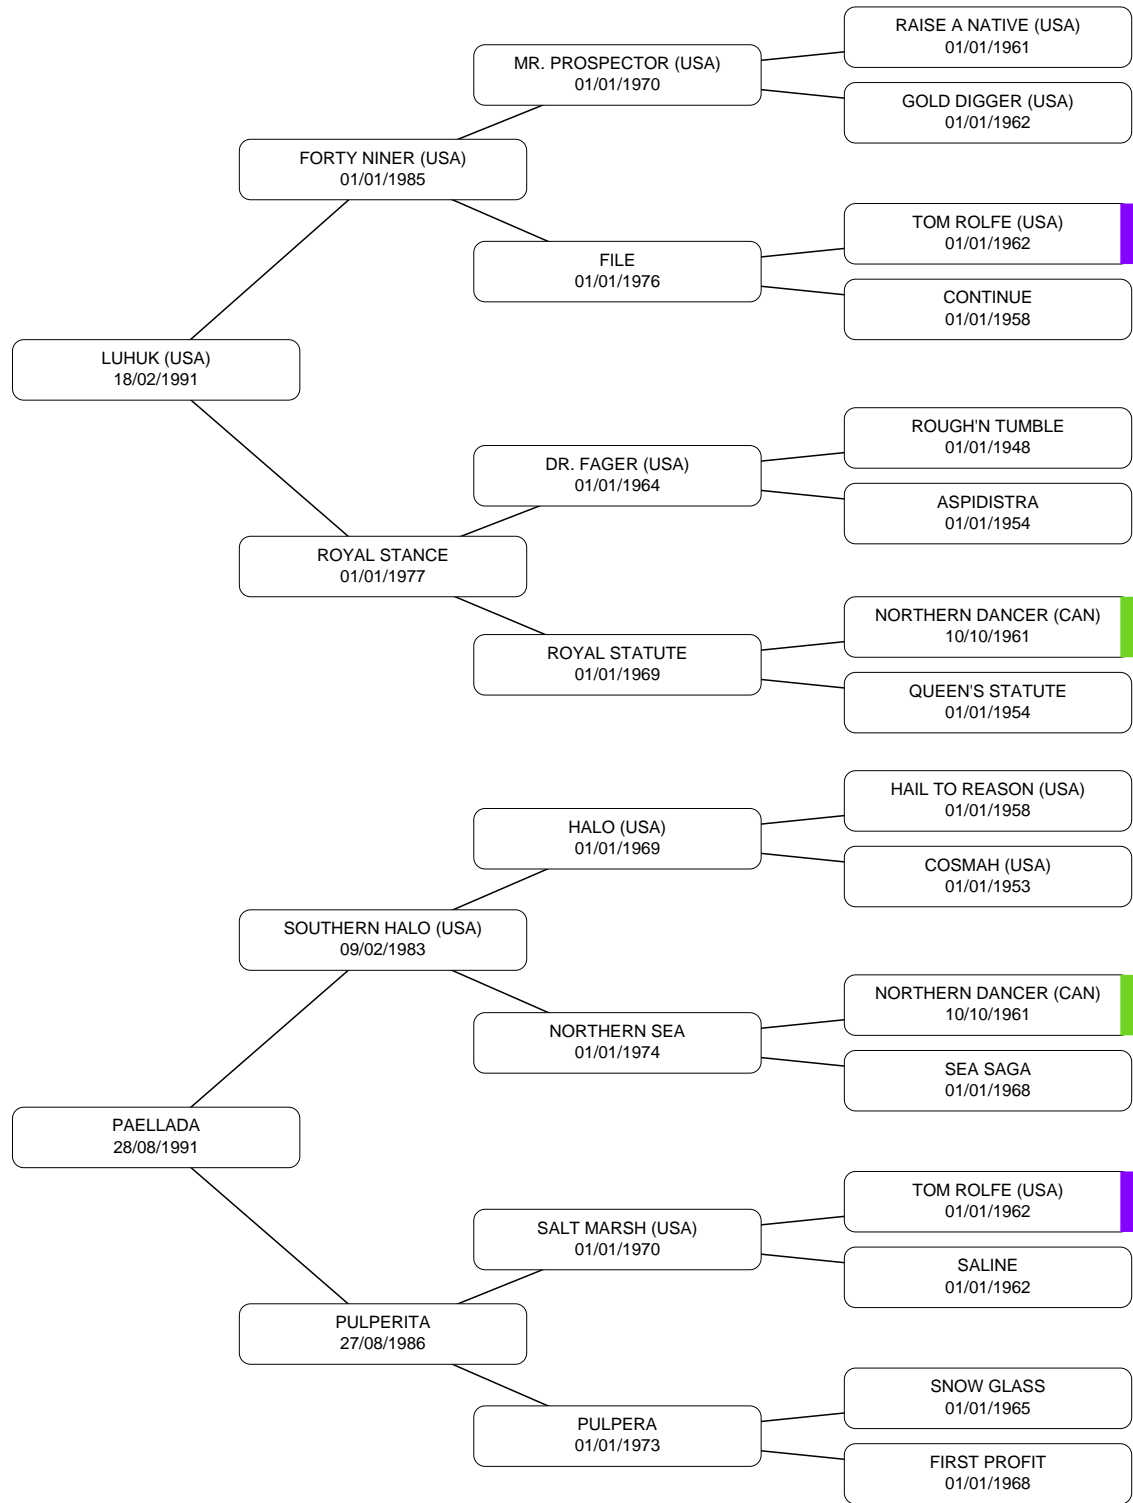 RAISE A NATIVE (USA)
01/01/1961
MR. PROSPECTOR (USA)
01/01/1970
GOLD DIGGER (USA)
01/01/1962
FORTY NINER (USA)
01/01/1985
TOM ROLFE (USA)
01/01/1962
FILE
01/01/1976
CONTINUE
01/01/1958
LUHUK (USA)
18/02/1991
ROUGH'N TUMBLE
01/01/1948
DR. FAGER (USA)
01/01/1964
ASPIDISTRA
01/01/1954
ROYAL STANCE
01/01/1977
NORTHERN DANCER (CAN)
10/10/1961
ROYAL STATUTE
01/01/1969
QUEEN'S STATUTE
01/01/1954
HAIL TO REASON (USA)
01/01/1958
HALO (USA)
01/01/1969
COSMAH (USA)
01/01/1953
SOUTHERN HALO (USA)
09/02/1983
NORTHERN DANCER (CAN)
10/10/1961
NORTHERN SEA
01/01/1974
SEA SAGA
01/01/1968
PAELLADA
28/08/1991
TOM ROLFE (USA)
01/01/1962
SALT MARSH (USA)
01/01/1970
SALINE
01/01/1962
PULPERITA
27/08/1986
SNOW GLASS
01/01/1965
PULPERA
01/01/1973
FIRST PROFIT
01/01/1968